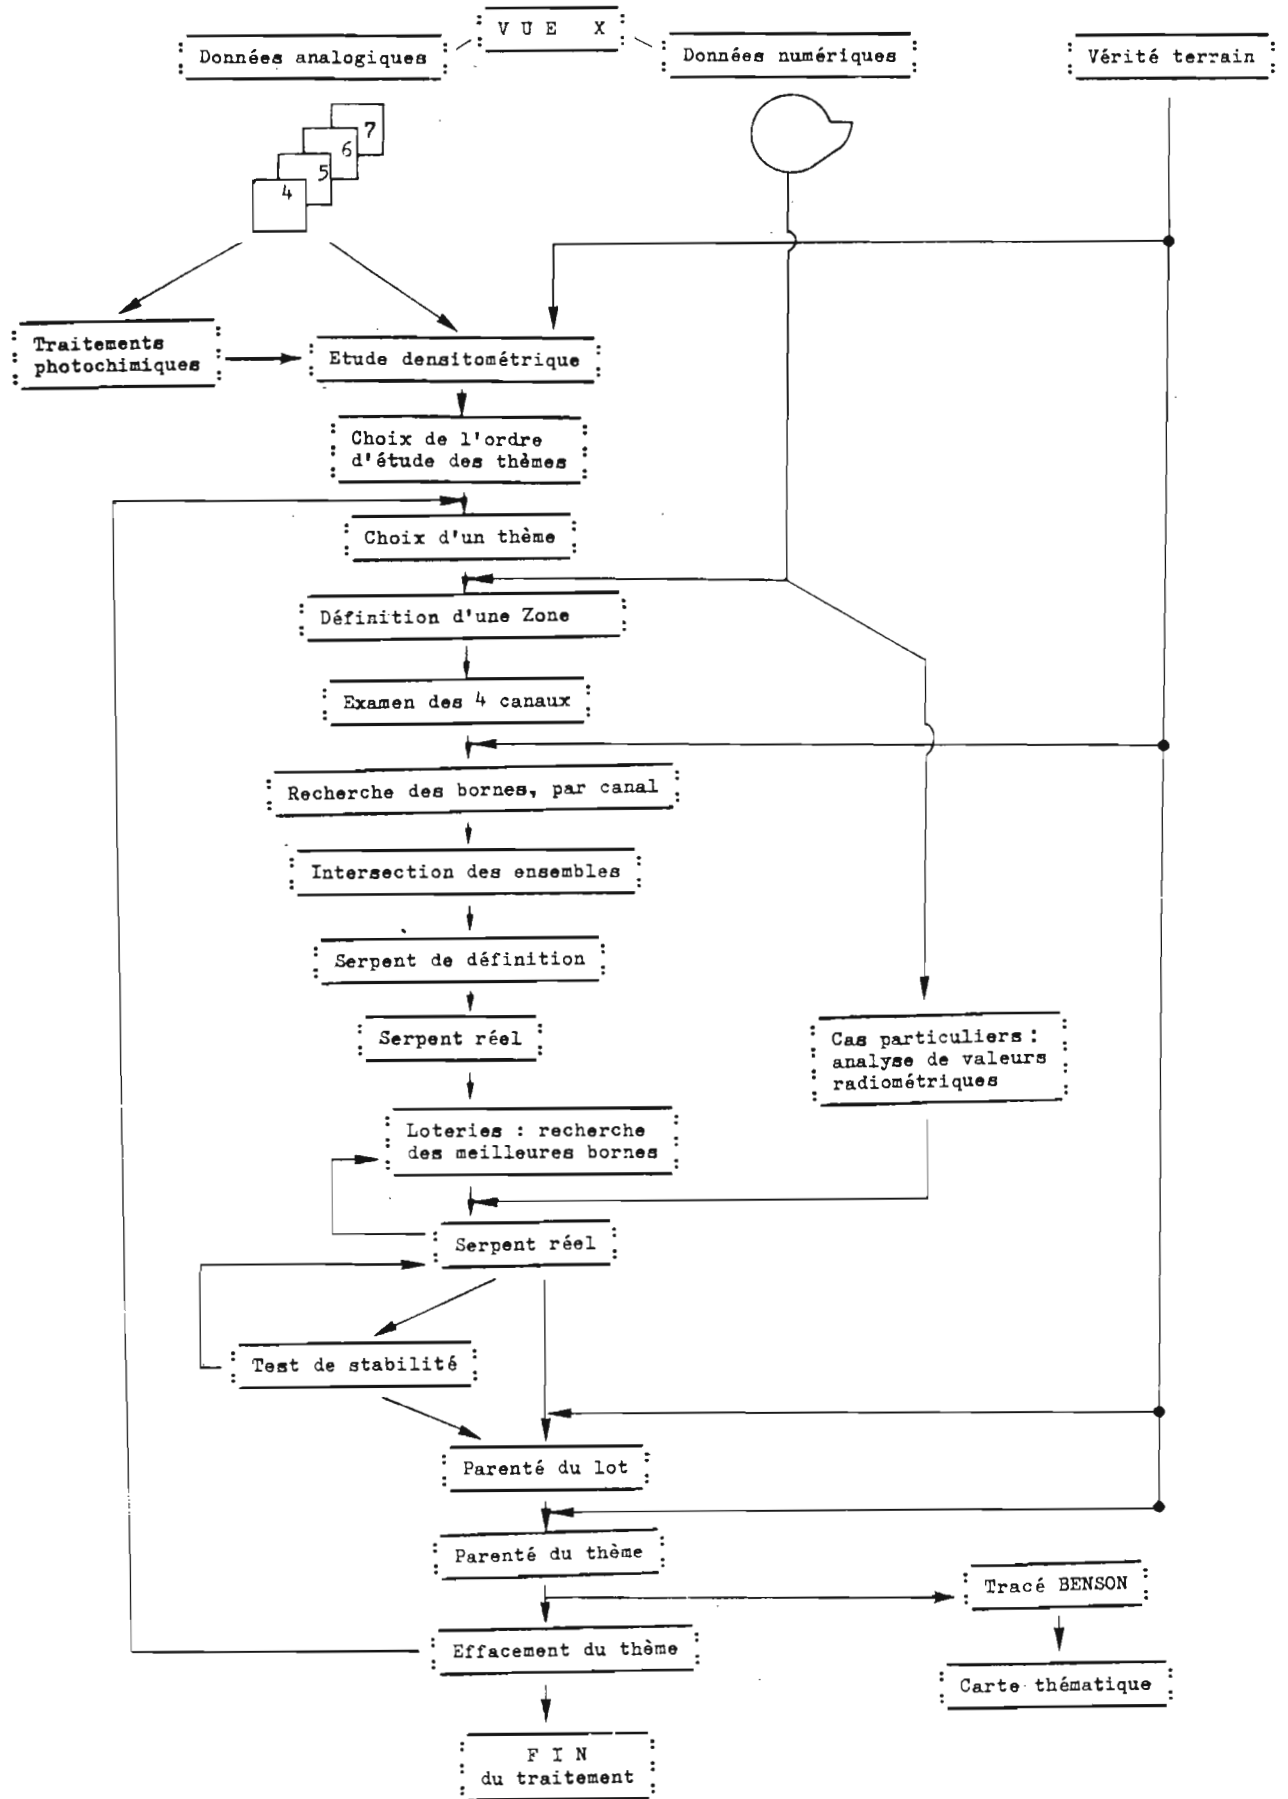 V U E X
Données analogiques
Données numériques
Vérité terrain
7
6
5
4
Traitements
photochimiques
Etude densitométrique
Choix de l'ordre
d'étude des thèmes
Choix d'un thème
Définition d'une Zone
Examen des 4 canaux
Recherche des bornes, par canal
Intersection des ensembles
Serpent de définition
Serpent réel
Cas particuliers :
analyse de valeurs
radiométriques
Loteries : recherche
des meilleures bornes
Serpent réel
Test de stabilité
Parenté du lot
Parenté du thème
Tracé BENSON
Effacement du thème
Carte thématique
F I N
du traitement